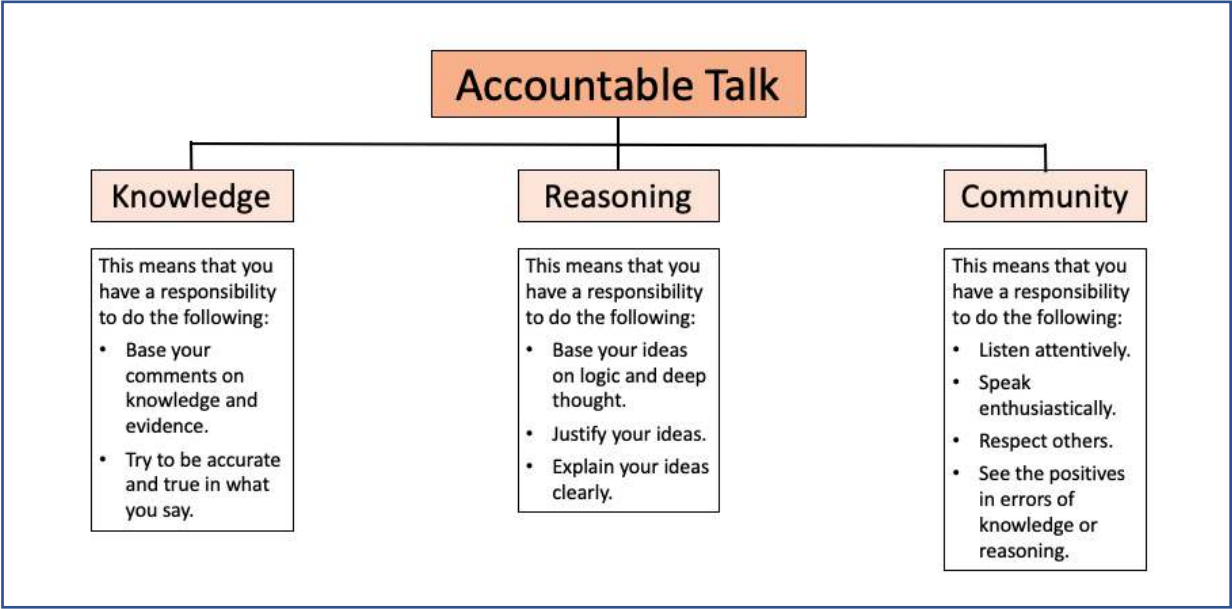 Accountable Talk
Knowledge
This means that you
have a responsibility
to do the following:
• Base your
comments on
knowledge and
evidence.
• Try to be accurate
and true in what
you say.
Reasoning
This means that you
have a responsibility
to do the following:
• Base your ideas
on logic and deep
thought.
• Justify your ideas.
• Explain your ideas
clearly.
Community
This means that you
have a responsibility
to do the following:
• Listen attentively.
• Speak
enthusiastically.
• Respect others.
• See the positives
in errors of
knowledge or
reasoning.